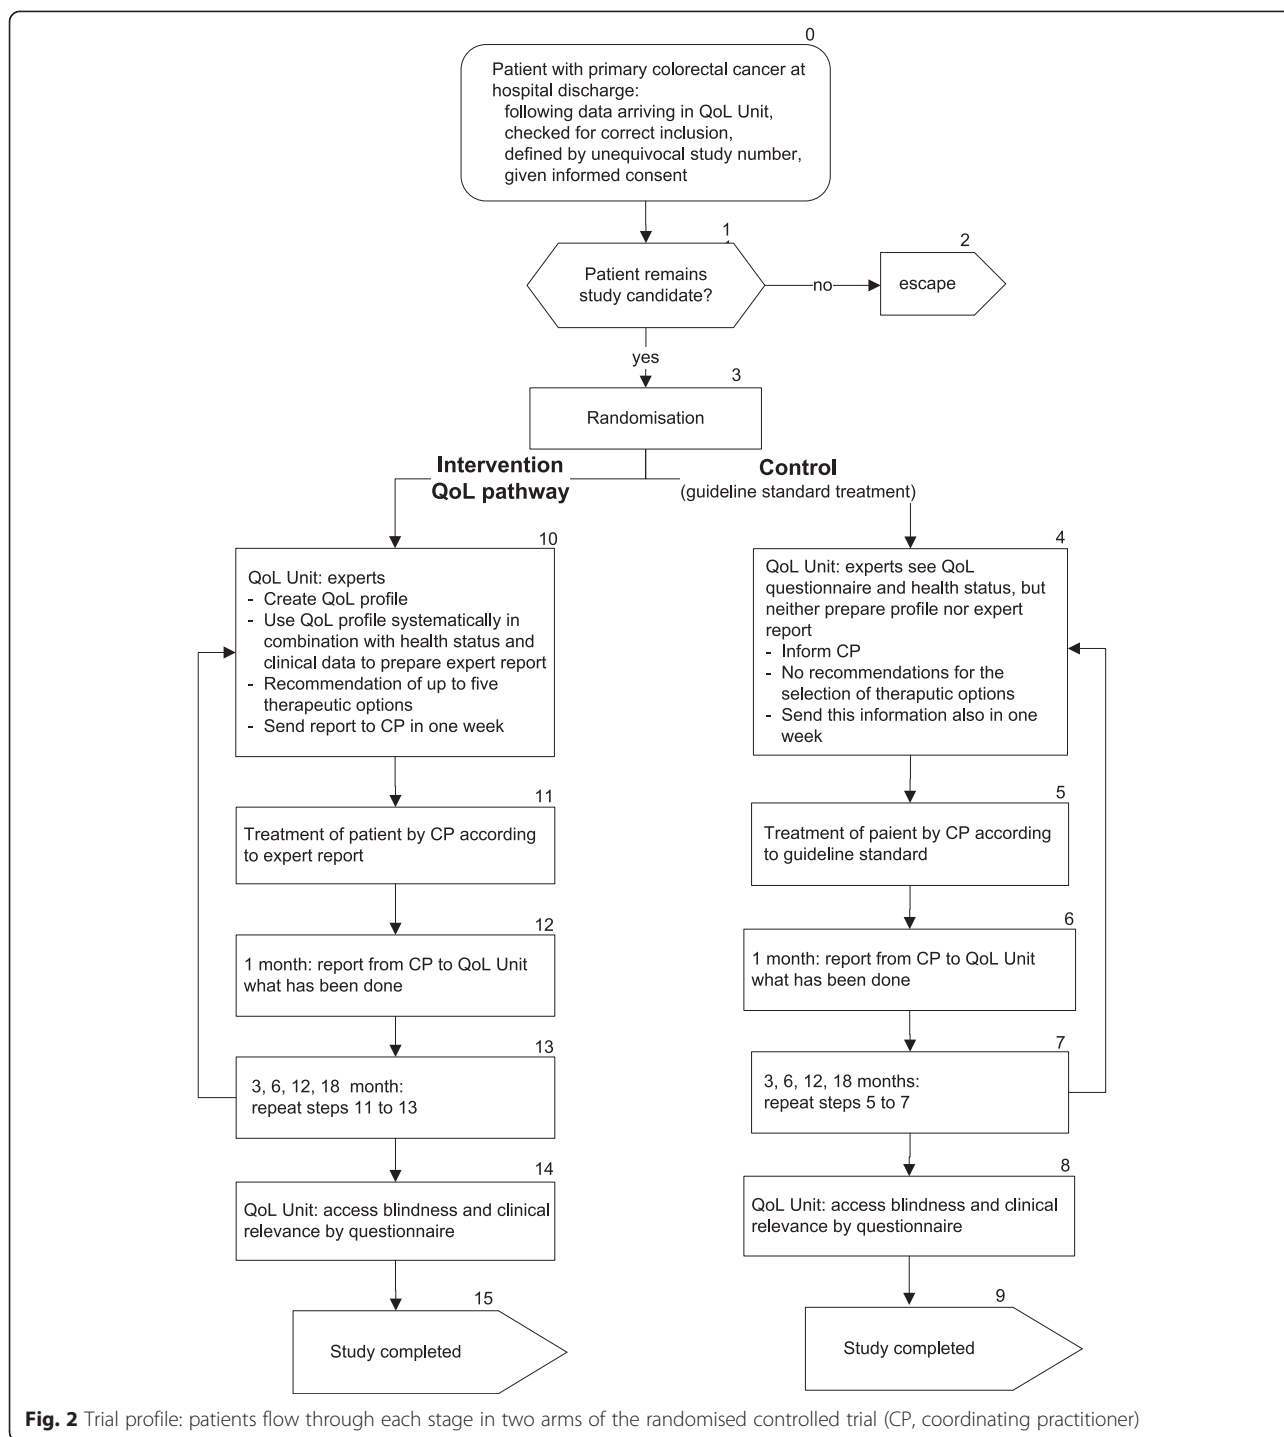 0
Patient with primary colorectal cancer at
hospital discharge:
following data arriving in QoL Unit,
checked for correct inclusion,
defined by unequivocal study number,
given informed consent
1
Patient remains
study candidate?
no
2
escape
yes
3
Randomisation
Intervention
QoL pathway
Control
(guideline standard treatment)
10
QoL Unit: experts
- Create QoL profile
- Use QoL profile systematically in
combination with health status and
clinical data to prepare expert report
- Recommendation of up to five
therapeutic options
- Send report to CP in one week
4
QoL Unit: experts see QoL
questionnaire and health status, but
neither prepare profile nor expert
report
- Inform CP
- No recommendations for the
selection of theraputic options
- Send this information also in one
week
11
Treatment of patient by CP according
to expert report
5
Treatment of paient by CP according
to guideline standard
12
1 month: report from CP to QoL Unit
what has been done
6
1 month: report from CP to QoL Unit
what has been done
13
3, 6, 12, 18 month:
repeat steps 11 to 13
7
3, 6, 12, 18 months:
repeat steps 5 to 7
14
QoL Unit: access blindness and clinical
relevance by questionnaire
8
QoL Unit: access blindness and clinical
relevance by questionnaire
15
Study completed
9
Study completed
Fig. 2 Trial profile: patients flow through each stage in two arms of the randomised controlled trial (CP, coordinating practitioner)